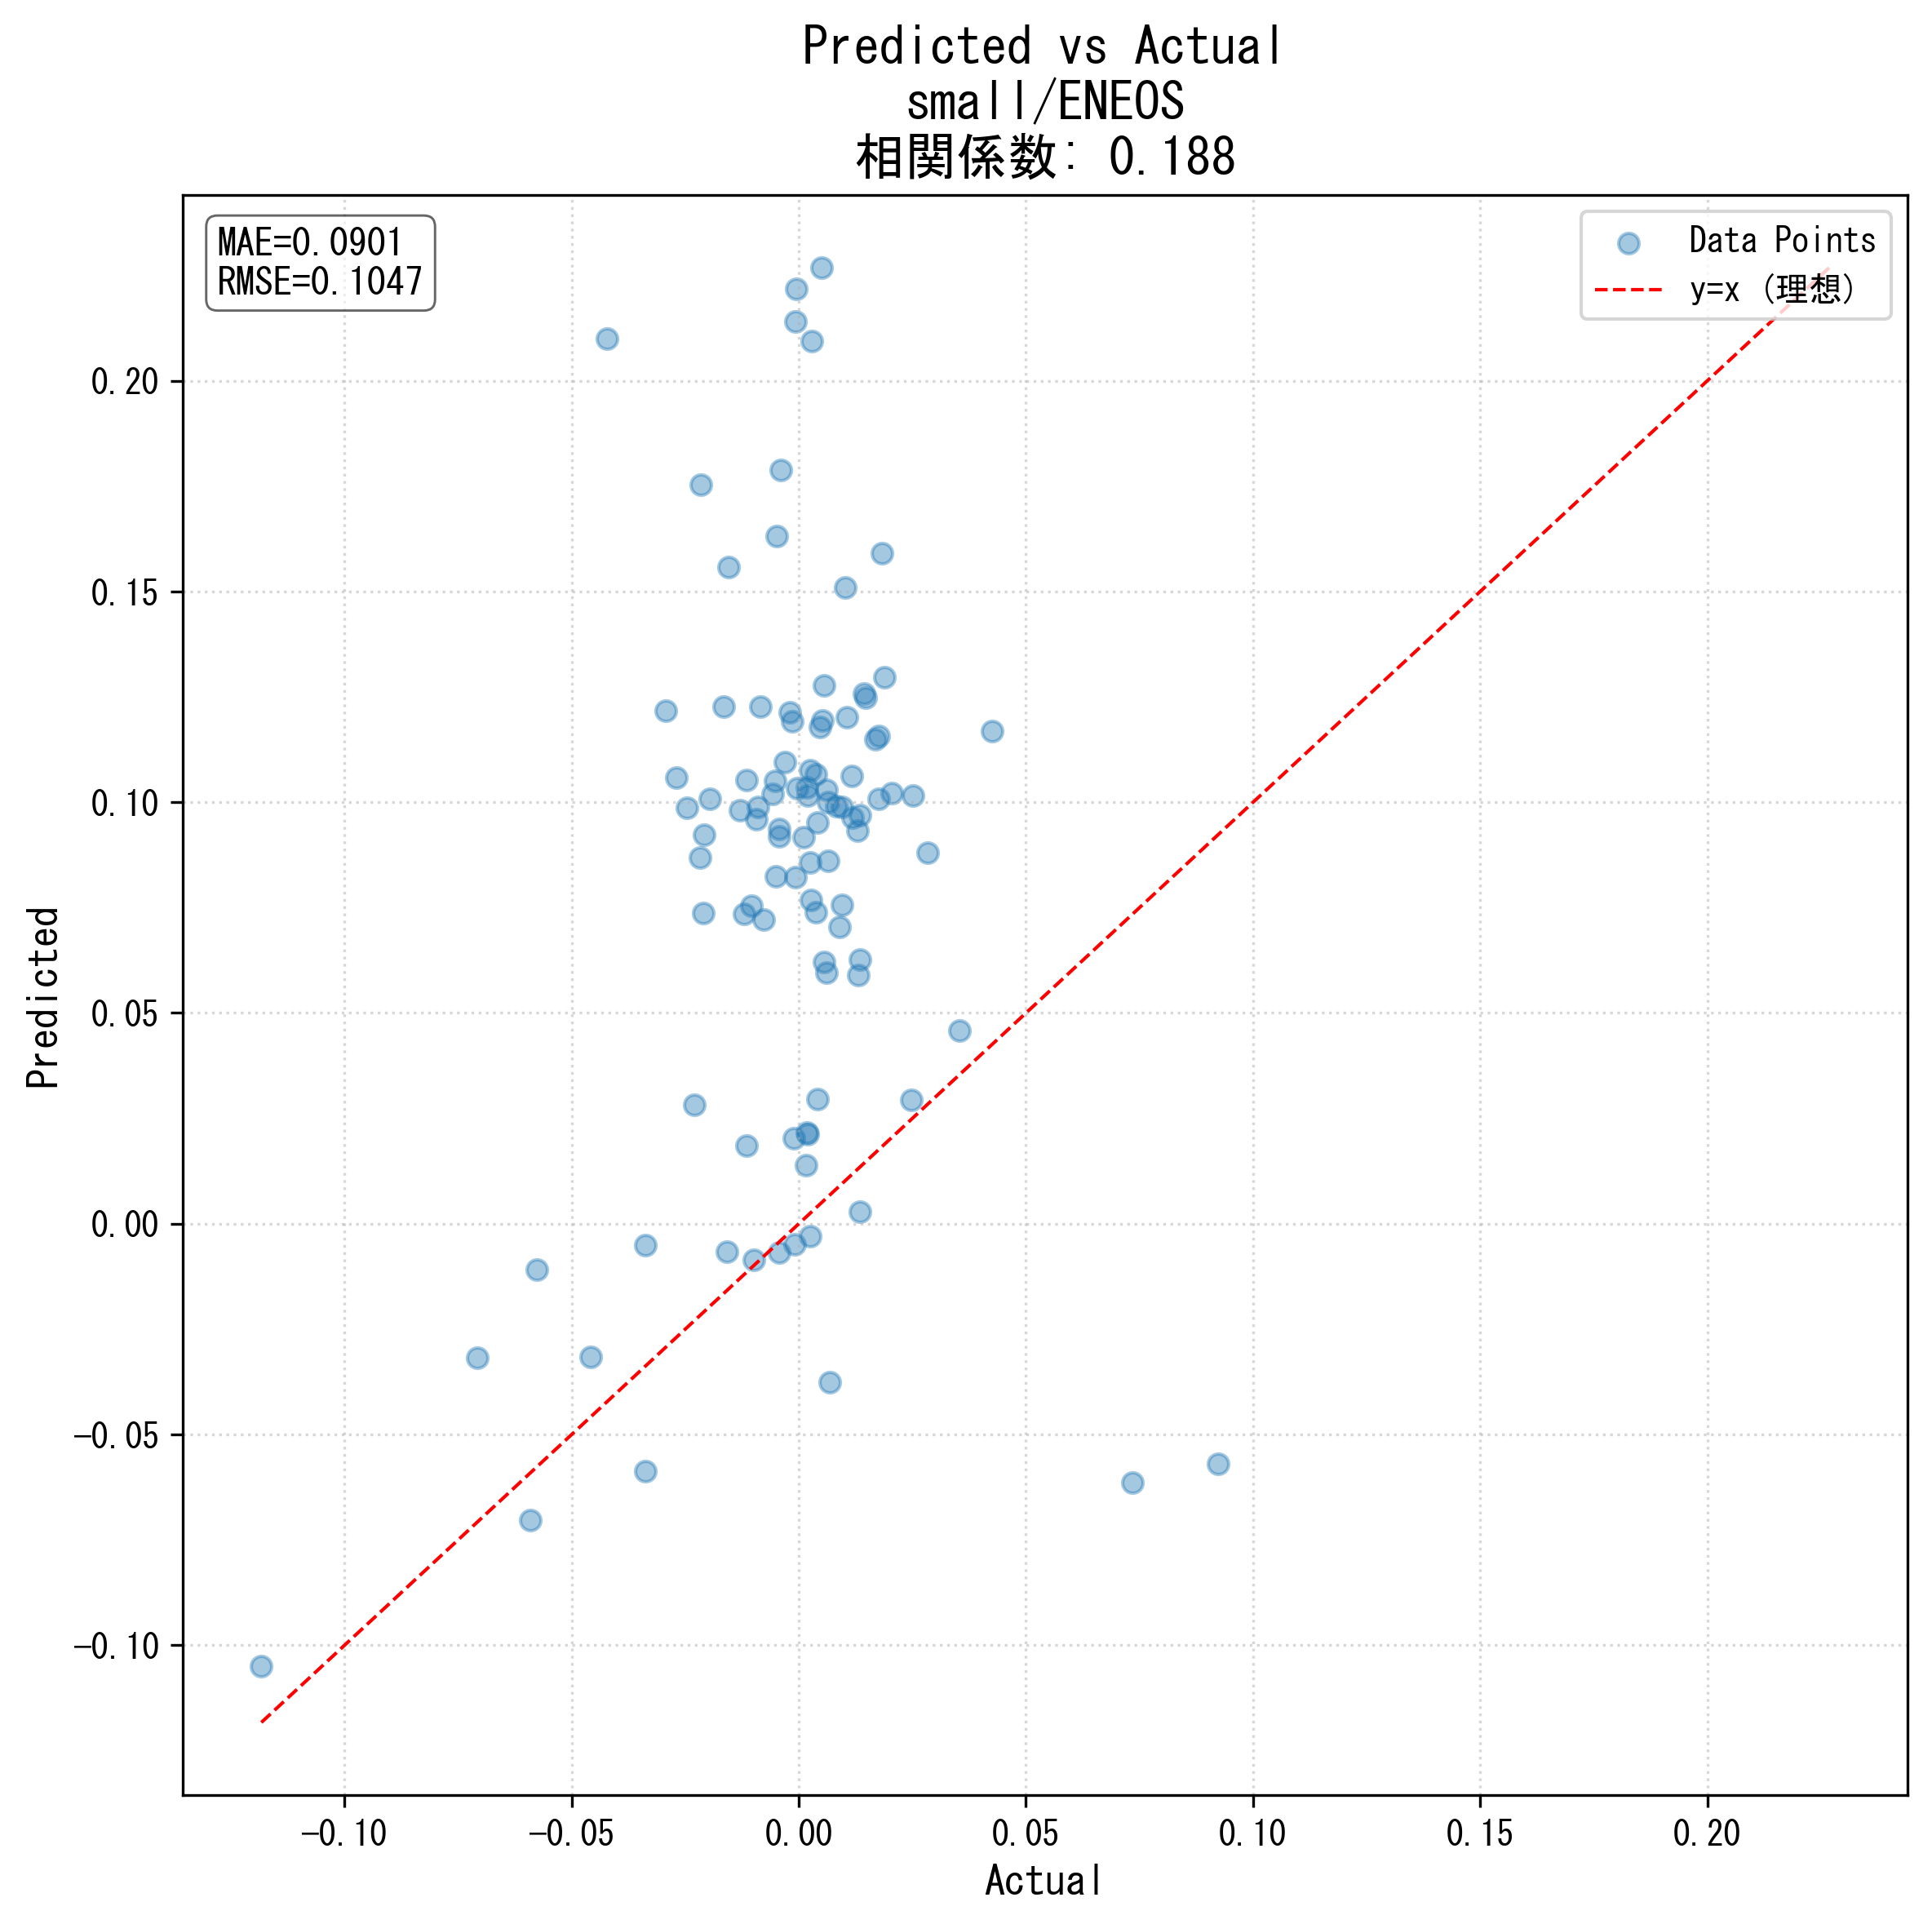 Predicted vs Actual
small/ENEOS
相関係数: 0.188
MAE=0.0901
RMSE=0.1047
Data Points
y=x (理想)
0.20
0.15
0.10
0.05
0.00
−0.05
−0.10
Predicted
−0.10
−0.05
0.00
0.05
0.10
0.15
0.20
Actual